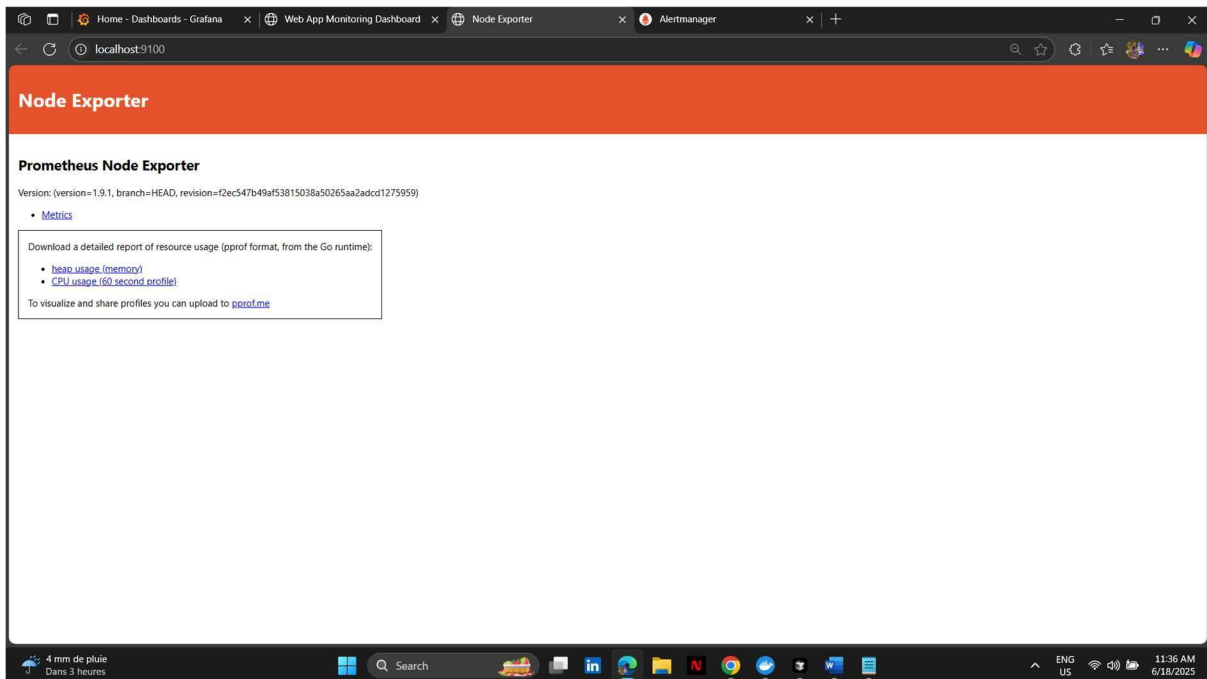 Home - Dashboards - Grafana
Web App Monitoring Dashboard
Node Exporter
Alertmanager
localhost:9100
Node Exporter
Prometheus Node Exporter
Version: (version=1.9.1, branch=HEAD, revision=f2ec547b49af53815038a50265aa2adcd1275959)
Metrics
Download a detailed report of resource usage (pprof format, from the Go runtime):
heap usage (memory)
CPU usage (60 second profile)
To visualize and share profiles you can upload to pprof.me
4 mm de pluie
Dans 3 heures
Search
in
N
W
ENG
US
11:36 AM
6/18/2025